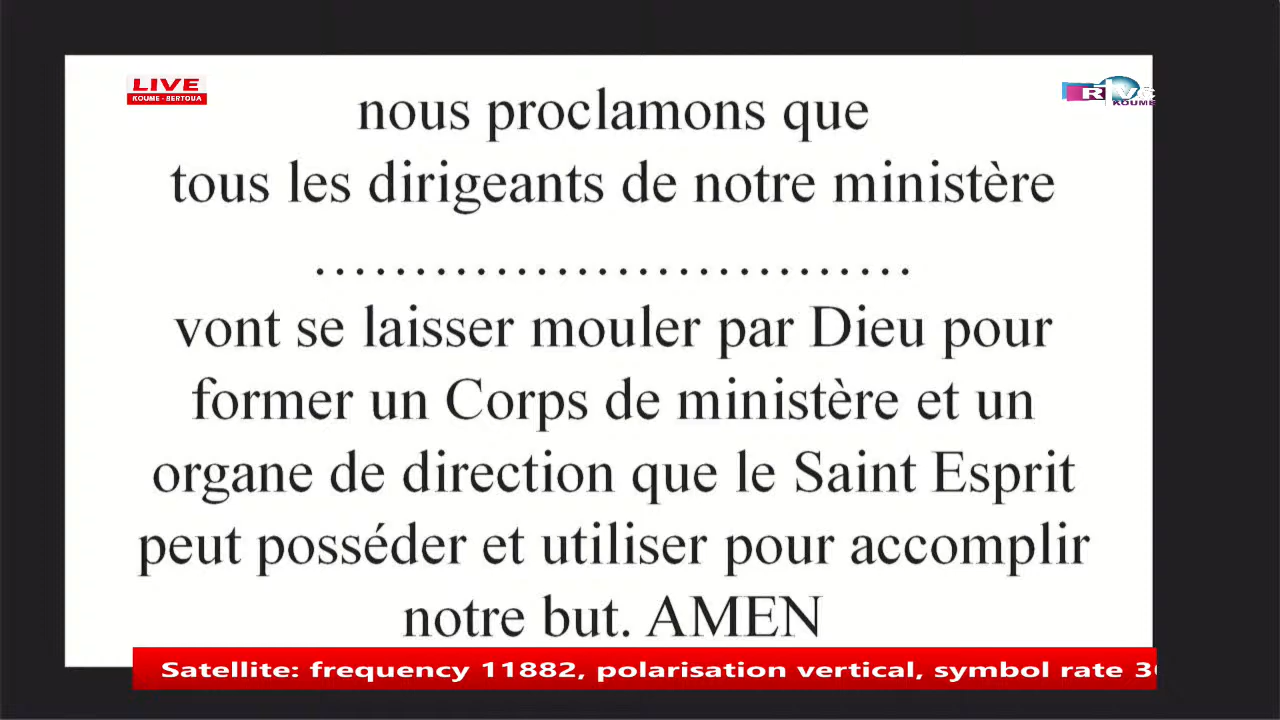 LIVE
KOUME - BERTOUA
KOUME
nous proclamons que
tous les dirigeants de notre ministère
..............................
vont se laisser mouler par Dieu pour
former un Corps de ministère et un
organe de direction que le Saint Esprit
peut posséder et utiliser pour accomplir
notre but. AMEN
Satellite: frequency 11882, polarisation vertical, symbol rate